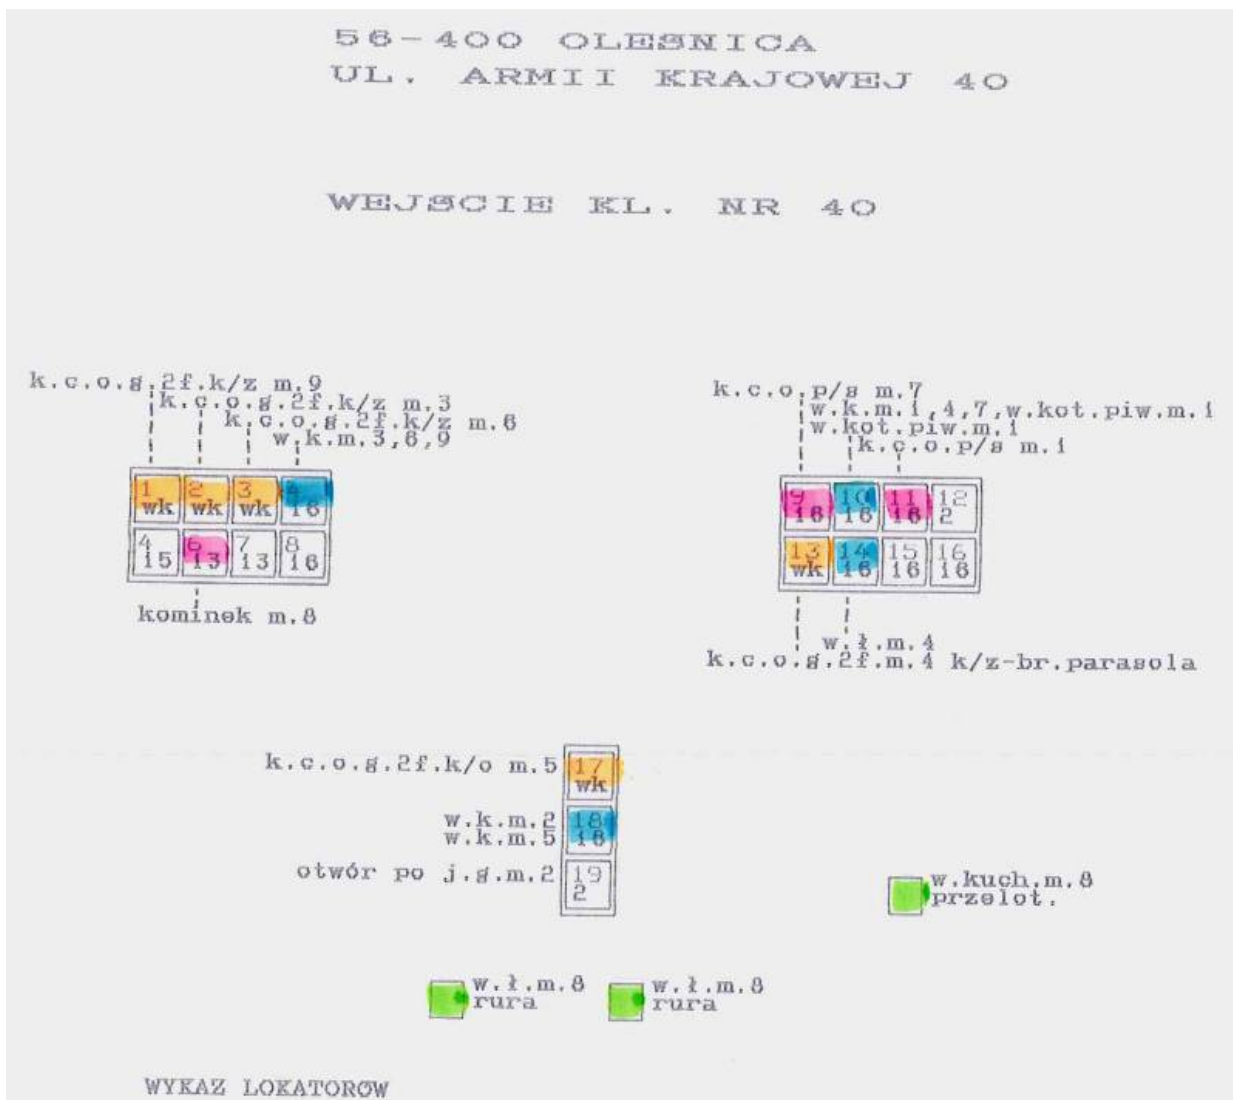 56-400 OLEŚNICA
UL. ARMII KRAJOWEJ 40
WEJŚCIE KL. NR 40
k.c.o.g.2f.k/z m.9
k.c.o.g.2f.k/z m.3
k.c.o.g.2f.k/z m.6
w.k.m.3,6,9
1 2 3 4
wk wk wk 16
4 6 7 8
15 13 13 16
kominek m.8
k.c.o.p/s m.7
w.k.m.1,4,7,w.kot.piw.m.1
w.kot.piw.m.1
k.c.o.p/s m.1
9 10 11 12
16 16 16 2
13 14 15 16
wk 16 16 16
w.ł.m.4
k.c.o.g.2f.m.4 k/z-br.parasola
k.c.o.g.2f.k/o m.5 17
wk
w.k.m.2 18
w.k.m.5 16
otwór po j.g.m.2 19
2
w.kuch.m.8
przelot.
w.ł.m.8
rura
w.ł.m.8
rura
WYKAZ LOKATORÓW